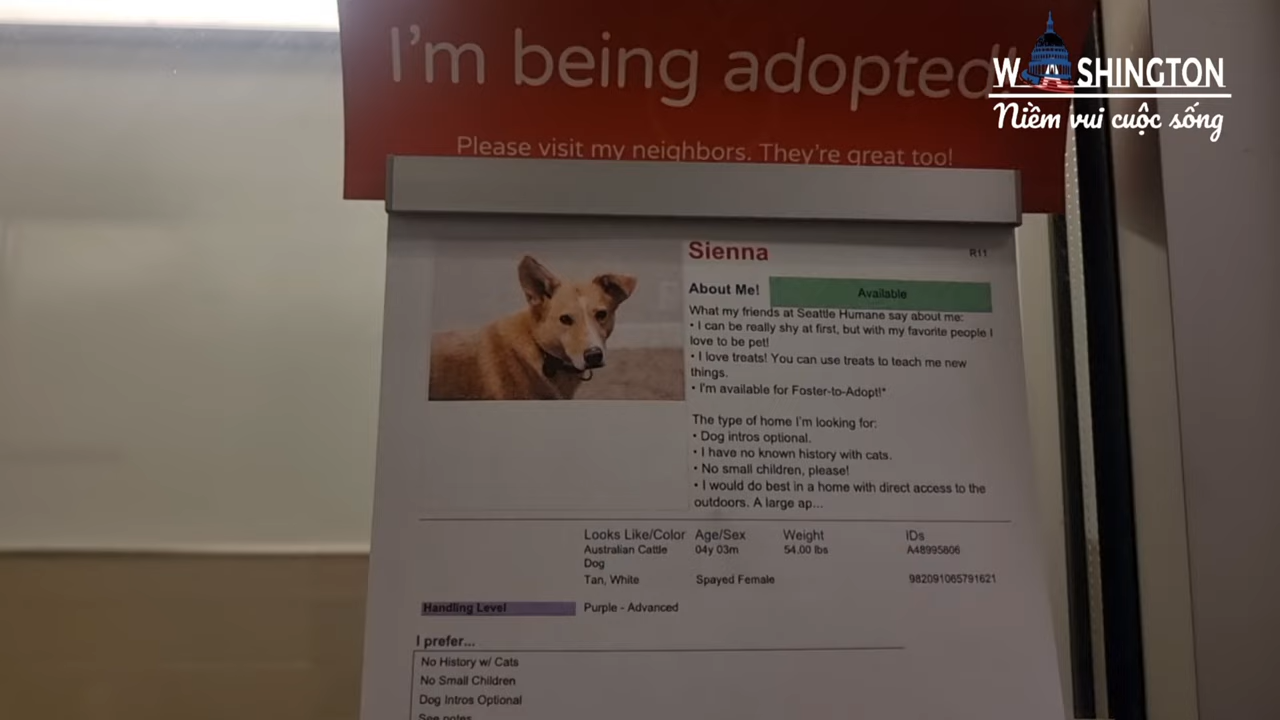 I'm being adopted!
WASHINGTON
Niềm vui cuộc sống
Please visit my neighbors. They're great too!
Sienna
R11
About Me!
Available
What my friends at Seattle Humane say about me:
• I can be really shy at first, but with my favorite people I
love to be pet!
• I love treats! You can use treats to teach me new
things.
• I'm available for Foster-to-Adopt!*
The type of home I'm looking for:
• Dog intros optional.
• I have no known history with cats.
• No small children, please!
• I would do best in a home with direct access to the
outdoors. A large ap...
Looks Like/Color Age/Sex Weight IDs
Australian Cattle 04y 03m 54.00 lbs A48995806
Dog
Tan, White Spayed Female 982091065791621
Handling Level Purple - Advanced
I prefer...
No History w/ Cats
No Small Children
Dog Intros Optional
See notes